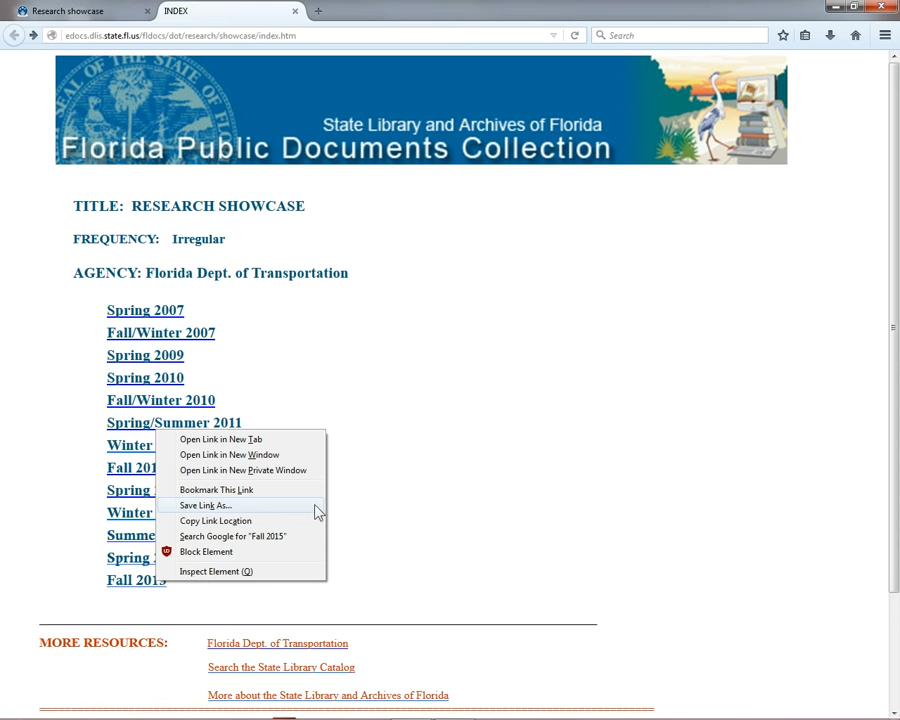 Research showcase
INDEX
edocs.dlis.state.fl.us/fldocs/dot/research/showcase/index.htm
Search
State Library and Archives of Florida
Florida Public Documents Collection
TITLE: RESEARCH SHOWCASE
FREQUENCY: Irregular
AGENCY: Florida Dept. of Transportation
Spring 2007
Fall/Winter 2007
Spring 2009
Spring 2010
Fall/Winter 2010
Spring/Summer 2011
Winter
Fall 201
Spring
Winter
Summe
Spring
Fall 2015
Open Link in New Tab
Open Link in New Window
Open Link in New Private Window
Bookmark This Link
Save Link As...
Copy Link Location
Search Google for "Fall 2015"
Block Element
Inspect Element (Q)
MORE RESOURCES:
Florida Dept. of Transportation
Search the State Library Catalog
More about the State Library and Archives of Florida